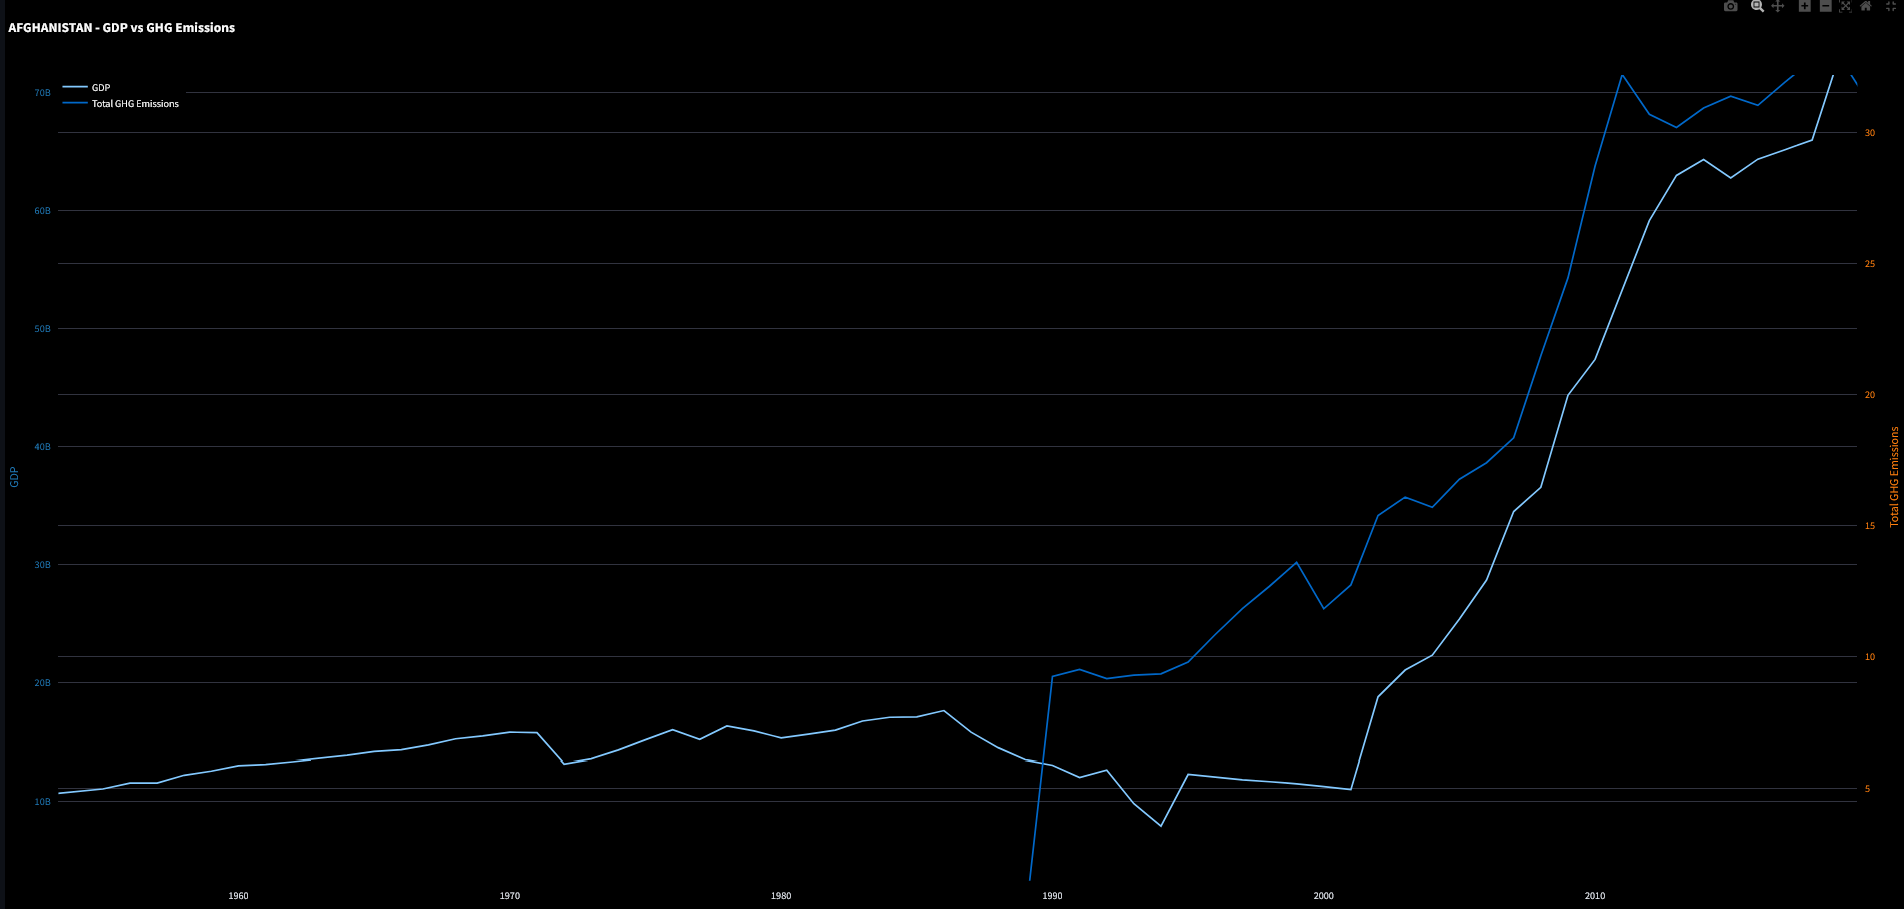 AFGHANISTAN - GDP vs GHG Emissions
GDP
Total GHG Emissions
70B
60B
50B
40B
30B
20B
10B
GDP
30
25
20
15
10
5
Total GHG Emissions
1960
1970
1980
1990
2000
2010